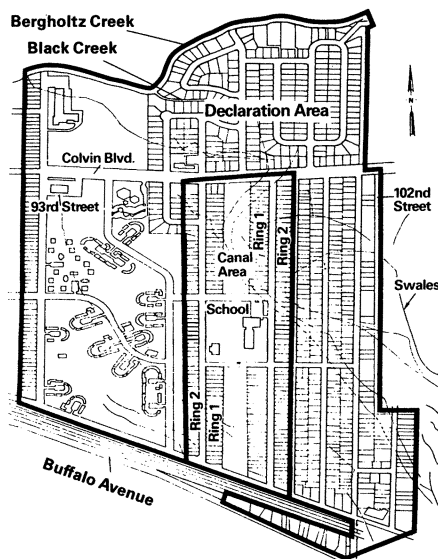 Bergholtz Creek
Black Creek
N
Declaration Area
Colvin Blvd.
93rd Street
102nd
Street
Ring 1
Ring 2
Canal
Area
Swales
School
Ring 2
Ring 1
Buffalo Avenue